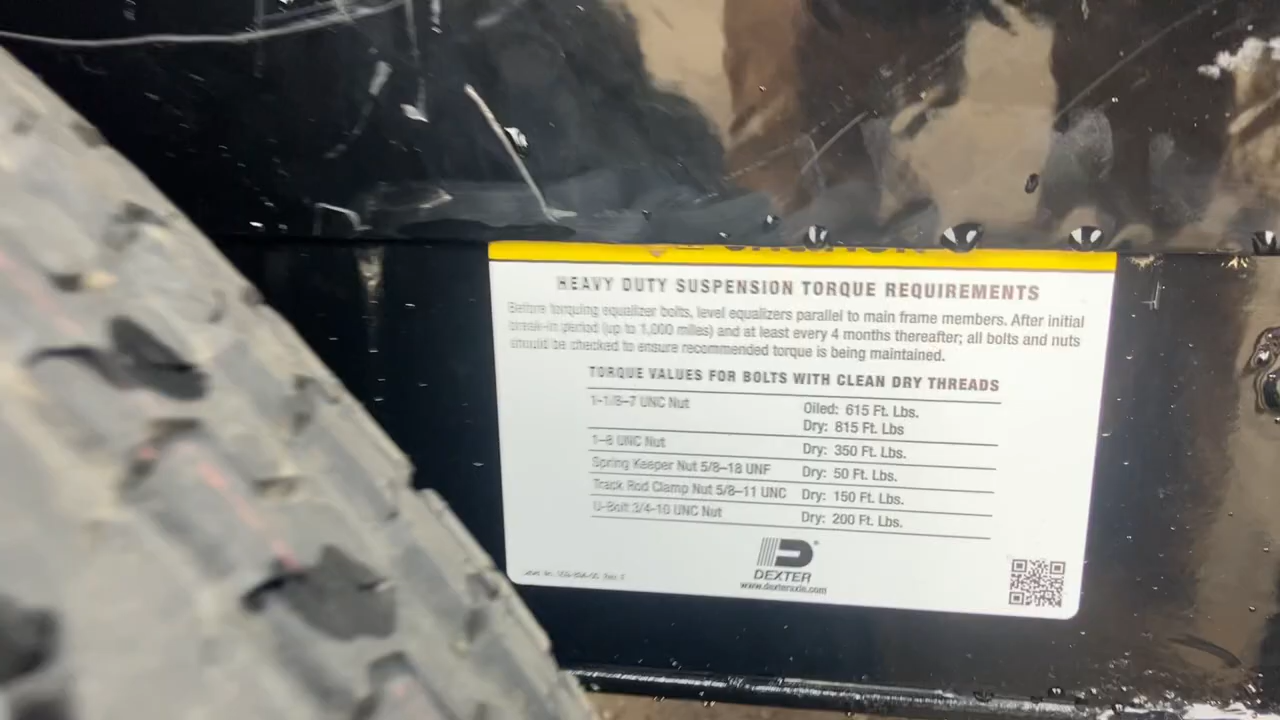 HEAVY DUTY SUSPENSION TORQUE REQUIREMENTS
Before torquing equalizer bolts, level equalizers parallel to main frame members. After initial
break-in period (up to 1,000 miles) and at least every 4 months thereafter; all bolts and nuts
should be checked to ensure recommended torque is being maintained.
TORQUE VALUES FOR BOLTS WITH CLEAN DRY THREADS
1-1/8–7 UNC Nut Oiled: 615 Ft. Lbs.
Dry: 815 Ft. Lbs
1–8 UNC Nut Dry: 350 Ft. Lbs.
Spring Keeper Nut 5/8–18 UNF Dry: 50 Ft. Lbs.
Track Rod Clamp Nut 5/8–11 UNC Dry: 150 Ft. Lbs.
U-Bolt 3/4-10 UNC Nut Dry: 200 Ft. Lbs.
DEXTER
www.dexteraxle.com